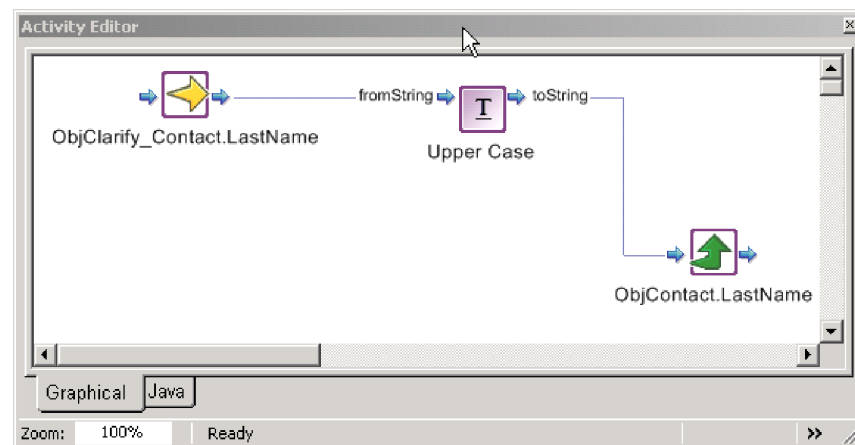 Activity Editor
fromString
toString
T
ObjClarify_Contact.LastName
Upper Case
ObjContact.LastName
Graphical
Java
Zoom: 100% Ready